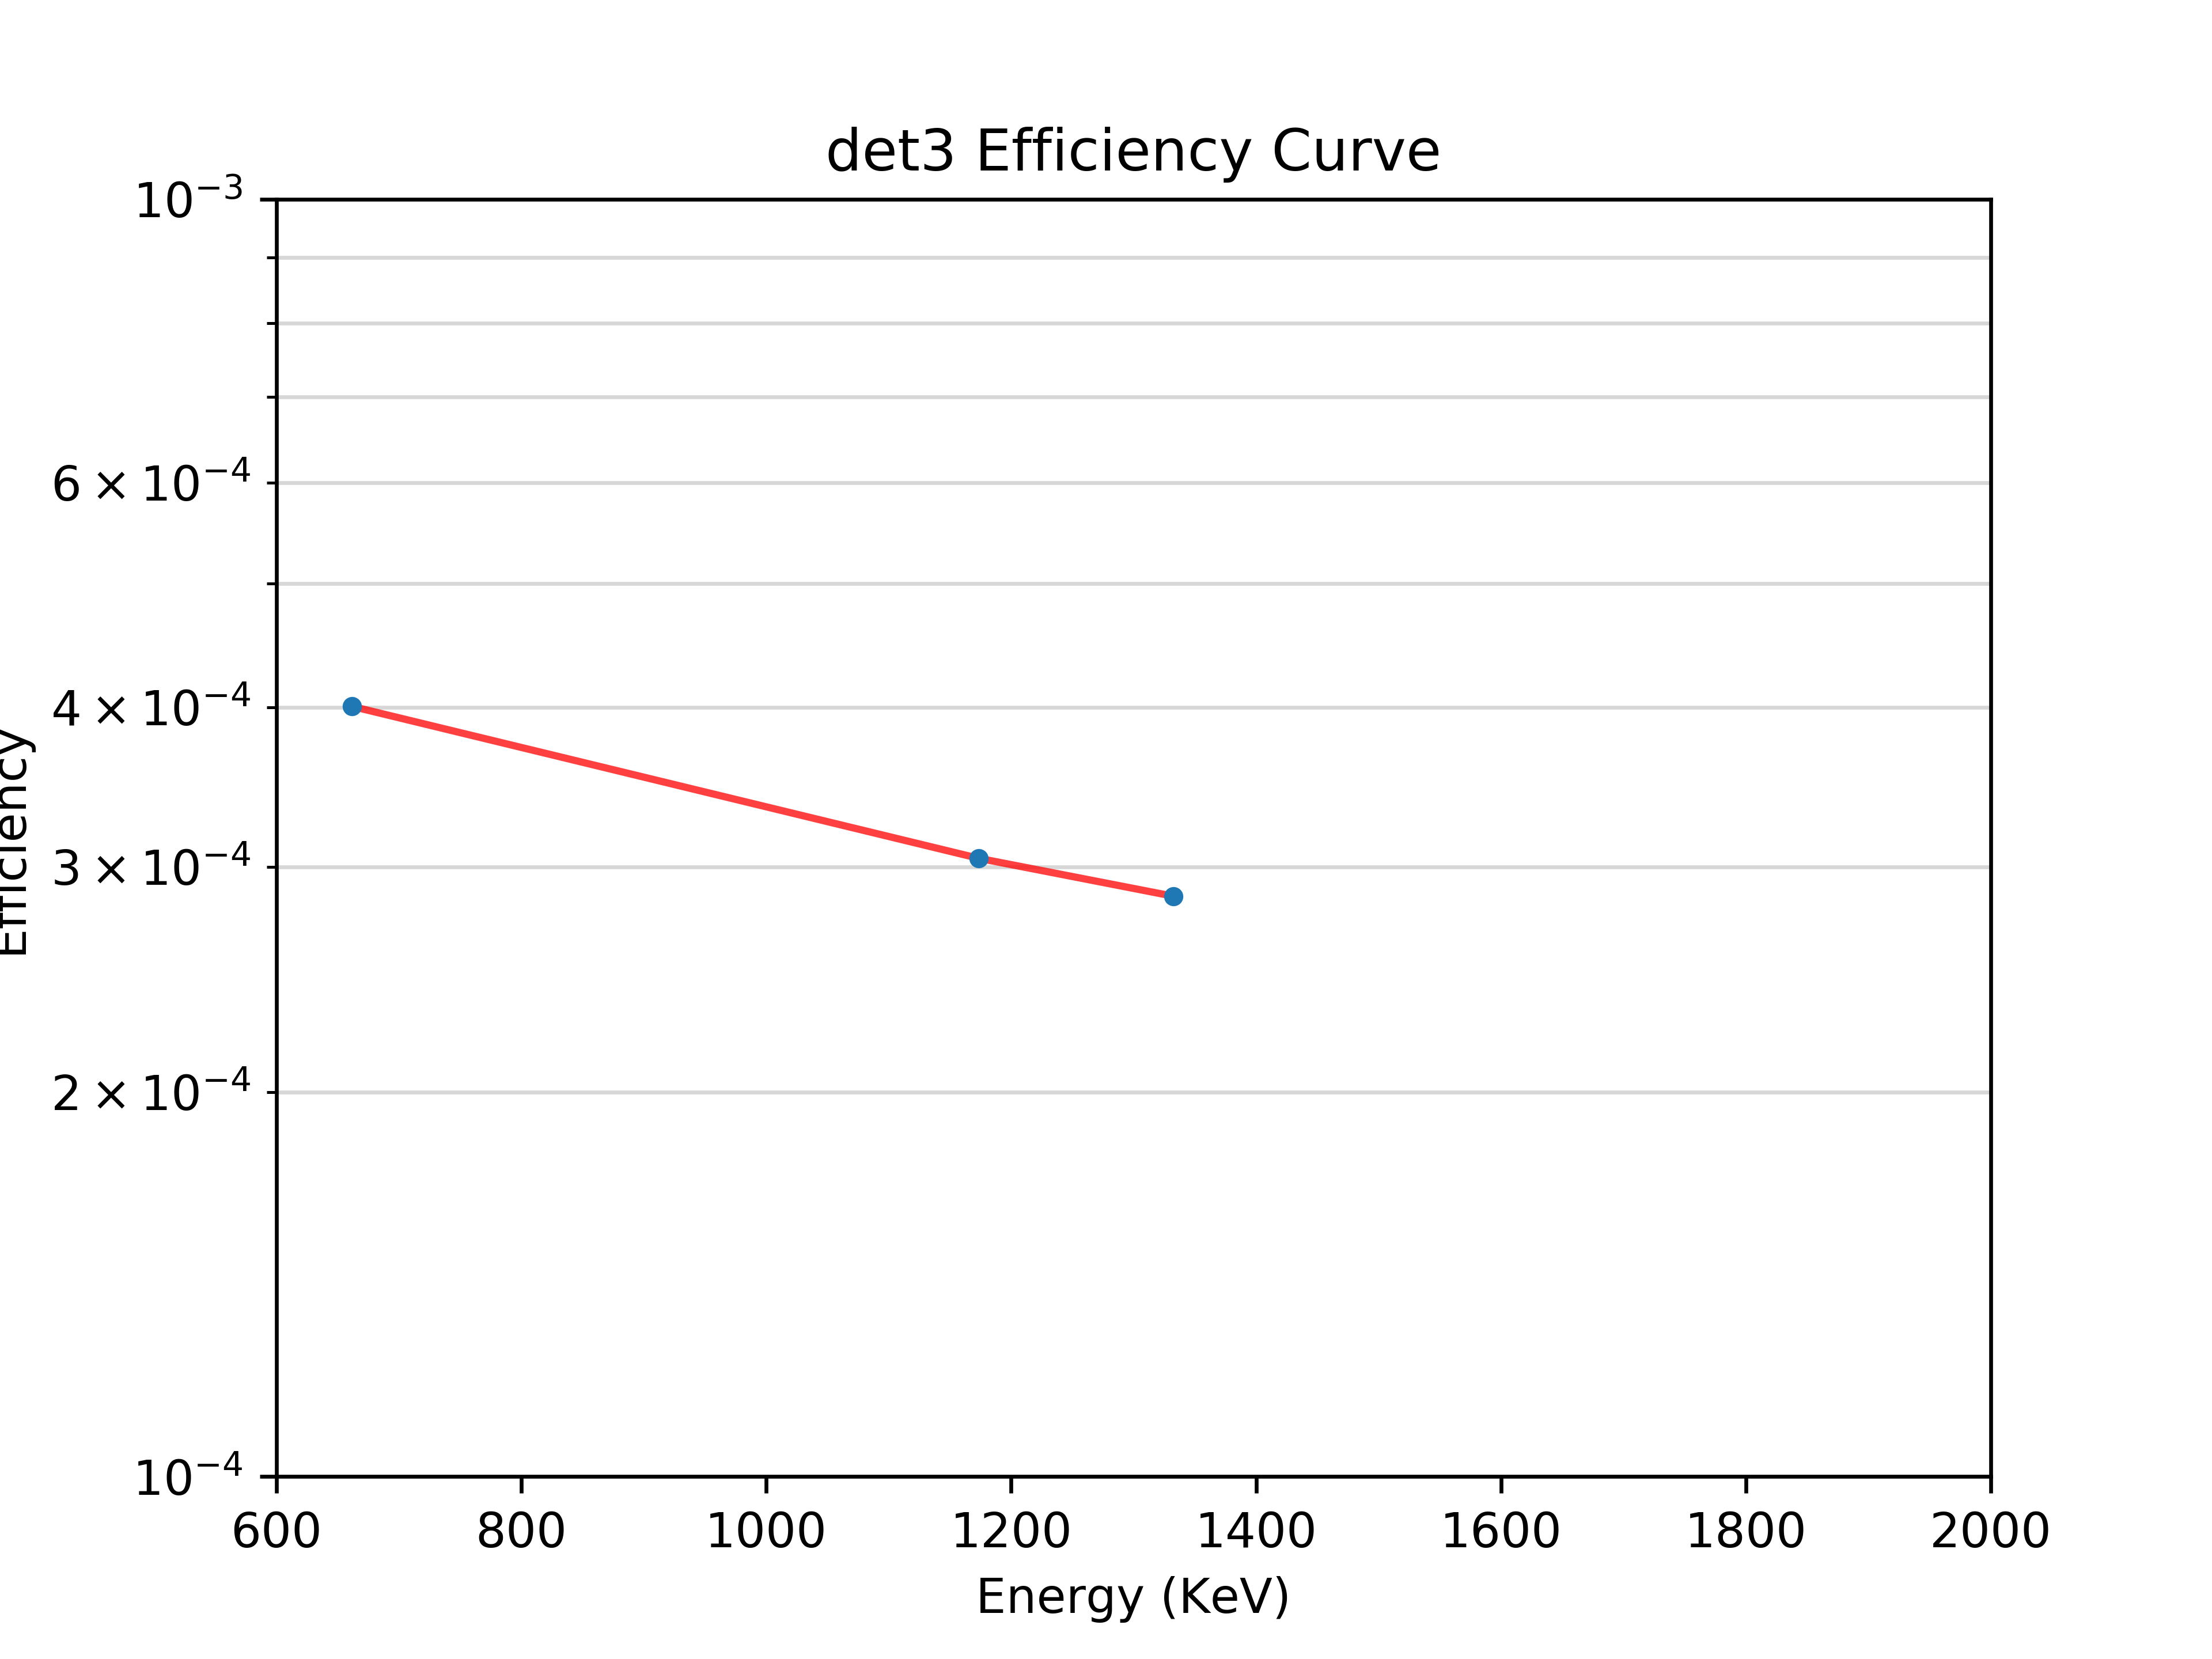 det3 Efficiency Curve
10⁻³
6 × 10⁻⁴
4 × 10⁻⁴
3 × 10⁻⁴
2 × 10⁻⁴
10⁻⁴
Efficiency
600 800 1000 1200 1400 1600 1800 2000
Energy (KeV)